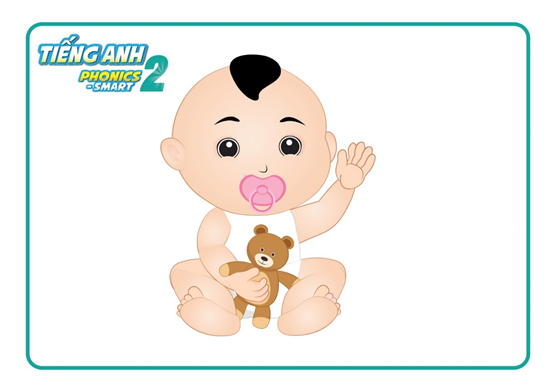 TIẾNG ANH
PHONICS 2
- SMART